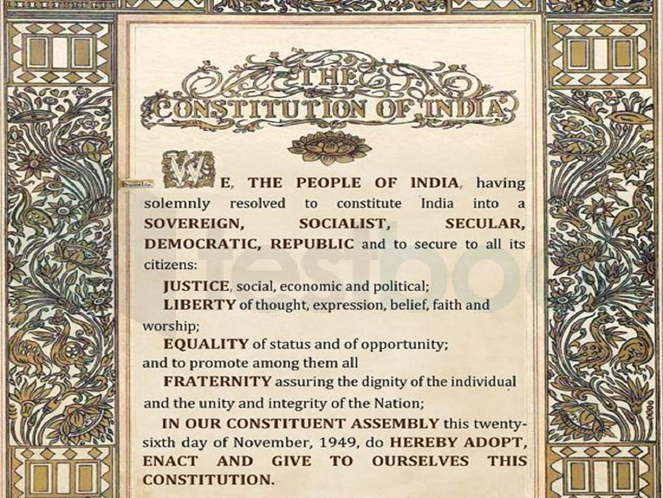 THE
CONSTITUTION OF INDIA
WE, THE PEOPLE OF INDIA, having
solemnly resolved to constitute India into a
SOVEREIGN, SOCIALIST, SECULAR,
DEMOCRATIC, REPUBLIC and to secure to all its
citizens:
JUSTICE, social, economic and political;
LIBERTY of thought, expression, belief, faith and
worship;
EQUALITY of status and of opportunity;
and to promote among them all
FRATERNITY assuring the dignity of the individual
and the unity and integrity of the Nation;
IN OUR CONSTITUENT ASSEMBLY this twenty-
sixth day of November, 1949, do HEREBY ADOPT,
ENACT AND GIVE TO OURSELVES THIS
CONSTITUTION.